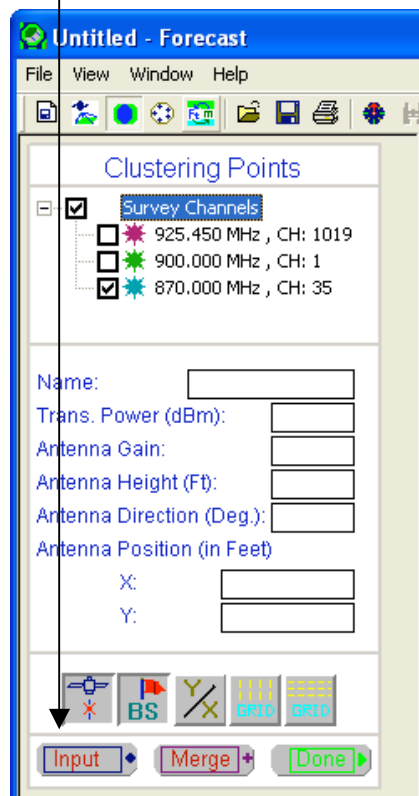 Untitled - Forecast
File View Window Help
Ft m
Clustering Points
Survey Channels
925.450 MHz , CH: 1019
900.000 MHz , CH: 1
870.000 MHz , CH: 35
Name:
Trans. Power (dBm):
Antenna Gain:
Antenna Height (Ft):
Antenna Direction (Deg.):
Antenna Position (in Feet)
X:
Y:
BS Y/X GRID GRID
Input Merge Done